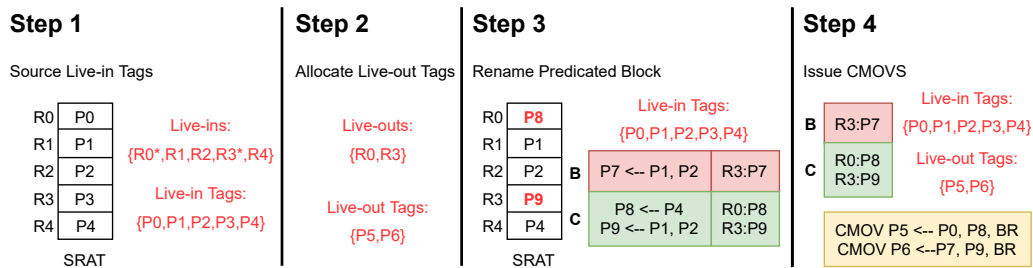 Step 1
Source Live-in Tags
R0 P0
R1 P1
R2 P2
R3 P3
R4 P4
SRAT
Live-ins:
{R0*,R1,R2,R3*,R4}
Live-in Tags:
{P0,P1,P2,P3,P4}
Step 2
Allocate Live-out Tags
Live-outs:
{R0,R3}
Live-out Tags:
{P5,P6}
Step 3
Rename Predicated Block
R0 P8
R1 P1
R2 P2
R3 P9
R4 P4
SRAT
Live-in Tags:
{P0,P1,P2,P3,P4}
B P7 <-- P1, P2 R3:P7
C P8 <-- P4 R0:P8
P9 <-- P1, P2 R3:P9
Step 4
Issue CMOVS
B R3:P7
C R0:P8
R3:P9
Live-in Tags:
{P0,P1,P2,P3,P4}
Live-out Tags:
{P5,P6}
CMOV P5 <-- P0, P8, BR
CMOV P6 <--P7, P9, BR